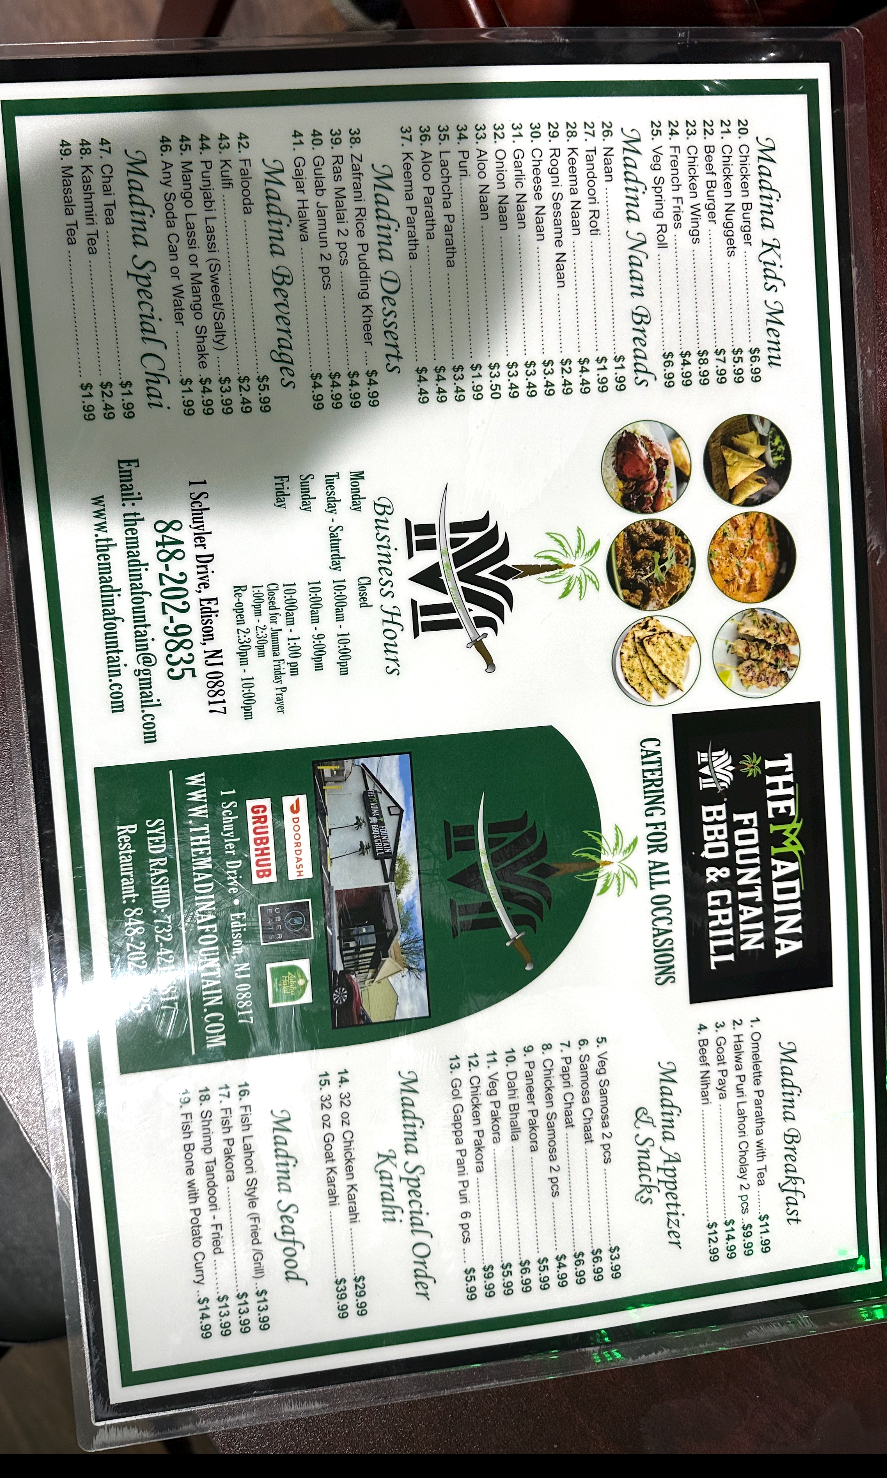 Madina Kids Menu
20. Chicken Burger ........ $6.99
21. Chicken Nuggets ........ $5.99
22. Beef Burger ........ $7.99
23. Chicken Wings ........ $8.99
24. French Fries ........ $4.99
25. Veg Spring Roll ........ $6.99
Madina Naan Breads
26. Naan ........ $1.99
27. Tandoori Roti ........ $1.99
28. Keema Naan ........ $4.49
29. Rogni Sesame Naan ........ $2.49
30. Cheese Naan ........ $3.49
31. Garlic Naan ........ $3.49
32. Onion Naan ........ $3.49
33. Aloo Naan ........ $3.50
34. Puri ........ $1.99
35. Lachcha Paratha ........ $3.49
36. Aloo Paratha ........ $4.49
37. Keema Paratha ........ $4.49
Madina Desserts
38. Zafrani Rice Pudding Kheer ... $4.99
39. Ras Malai 2 pcs ........ $4.99
40. Gulab Jamun 2 pcs ........ $4.99
41. Gajar Halwa ........ $4.99
Madina Beverages
42. Falooda ........ $5.99
43. Kulfi ........ $2.49
44. Punjabi Lassi (Sweet/Salty) ..... $3.99
45. Mango Lassi or Mango Shake $4.99
46. Any Soda Can or Water ...... $1.99
Madina Special Chai
47. Chai Tea ........ $1.99
48. Kashmiri Tea ........ $2.49
49. Masala Tea ........ $1.99
M
Business Hours
Monday Closed
Tuesday - Saturday 10:00am - 10:00pm
Sunday 10:00am - 9:00pm
Friday 10:00am - 1:00 pm
Closed for Jumma Friday Prayer
1:00pm - 2:30pm
Re-open 2:30pm - 10:00pm
1 Schuyler Drive, Edison, NJ 08817
848-202-9835
Email: themadinafountain@gmail.com
www.themadinafountain.com
THE MADINA
FOUNTAIN
M BBQ & GRILL
CATERING FOR ALL OCCASIONS
M
DOORDASH
GRUBHUB
UBER
EATS
1 Schuyler Drive • Edison, NJ 08817
WWW.THEMADINAFOUNTAIN.COM
SYED RASHID: 732-42
Restaurant: 848-202
Madina Breakfast
1. Omelette Paratha with Tea ..... $11.99
2. Halwa Puri Lahori Cholay 2 pcs .. $9.99
3. Goat Paya ........ $14.99
4. Beef Nihari ........ $12.99
Madina Appetizer
& Snacks
5. Veg Samosa 2 pcs ........ $3.99
6. Samosa Chaat ........ $6.99
7. Papri Chaat ........ $6.99
8. Chicken Samosa 2 pcs ........ $4.99
9. Paneer Pakora ........ $5.99
10. Dahi Bhalla ........ $6.99
11. Veg Pakora ........ $5.99
12. Chicken Pakora ........ $9.99
13. Gol Gappa Pani Puri 6 pcs ... $5.99
Madina Special Order
Karahi
14. 32 oz Chicken Karahi ........ $29.99
15. 32 oz Goat Karahi ........ $39.99
Madina Seafood
16. Fish Lahori Style (Fried /Grill) ..$13.99
17. Fish Pakora ........ $13.99
18. Shrimp Tandoori - Fried ...... $13.99
19. Fish Bone with Potato Curry ..$14.99